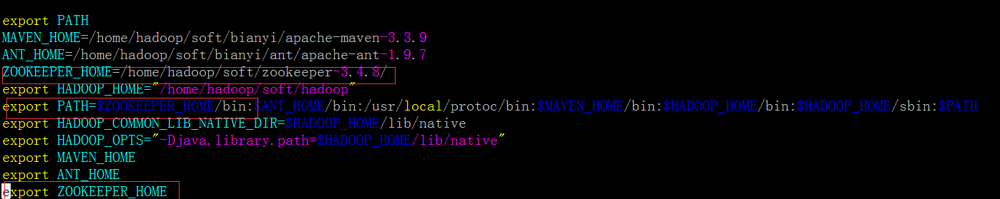 export PATH
MAVEN_HOME=/home/hadoop/soft/bianyi/apache-maven-3.3.9
ANT_HOME=/home/hadoop/soft/bianyi/ant/apache-ant-1.9.7
ZOOKEEPER_HOME=/home/hadoop/soft/zookeeper-3.4.8/
export HADOOP_HOME="/home/hadoop/soft/hadoop"
export PATH=$ZOOKEEPER_HOME/bin:$ANT_HOME/bin:/usr/local/protoc/bin:$MAVEN_HOME/bin:$HADOOP_HOME/bin:$HADOOP_HOME/sbin:$PATH
export HADOOP_COMMON_LIB_NATIVE_DIR=$HADOOP_HOME/lib/native
export HADOOP_OPTS="-Djava.library.path=$HADOOP_HOME/lib/native"
export MAVEN_HOME
export ANT_HOME
export ZOOKEEPER_HOME